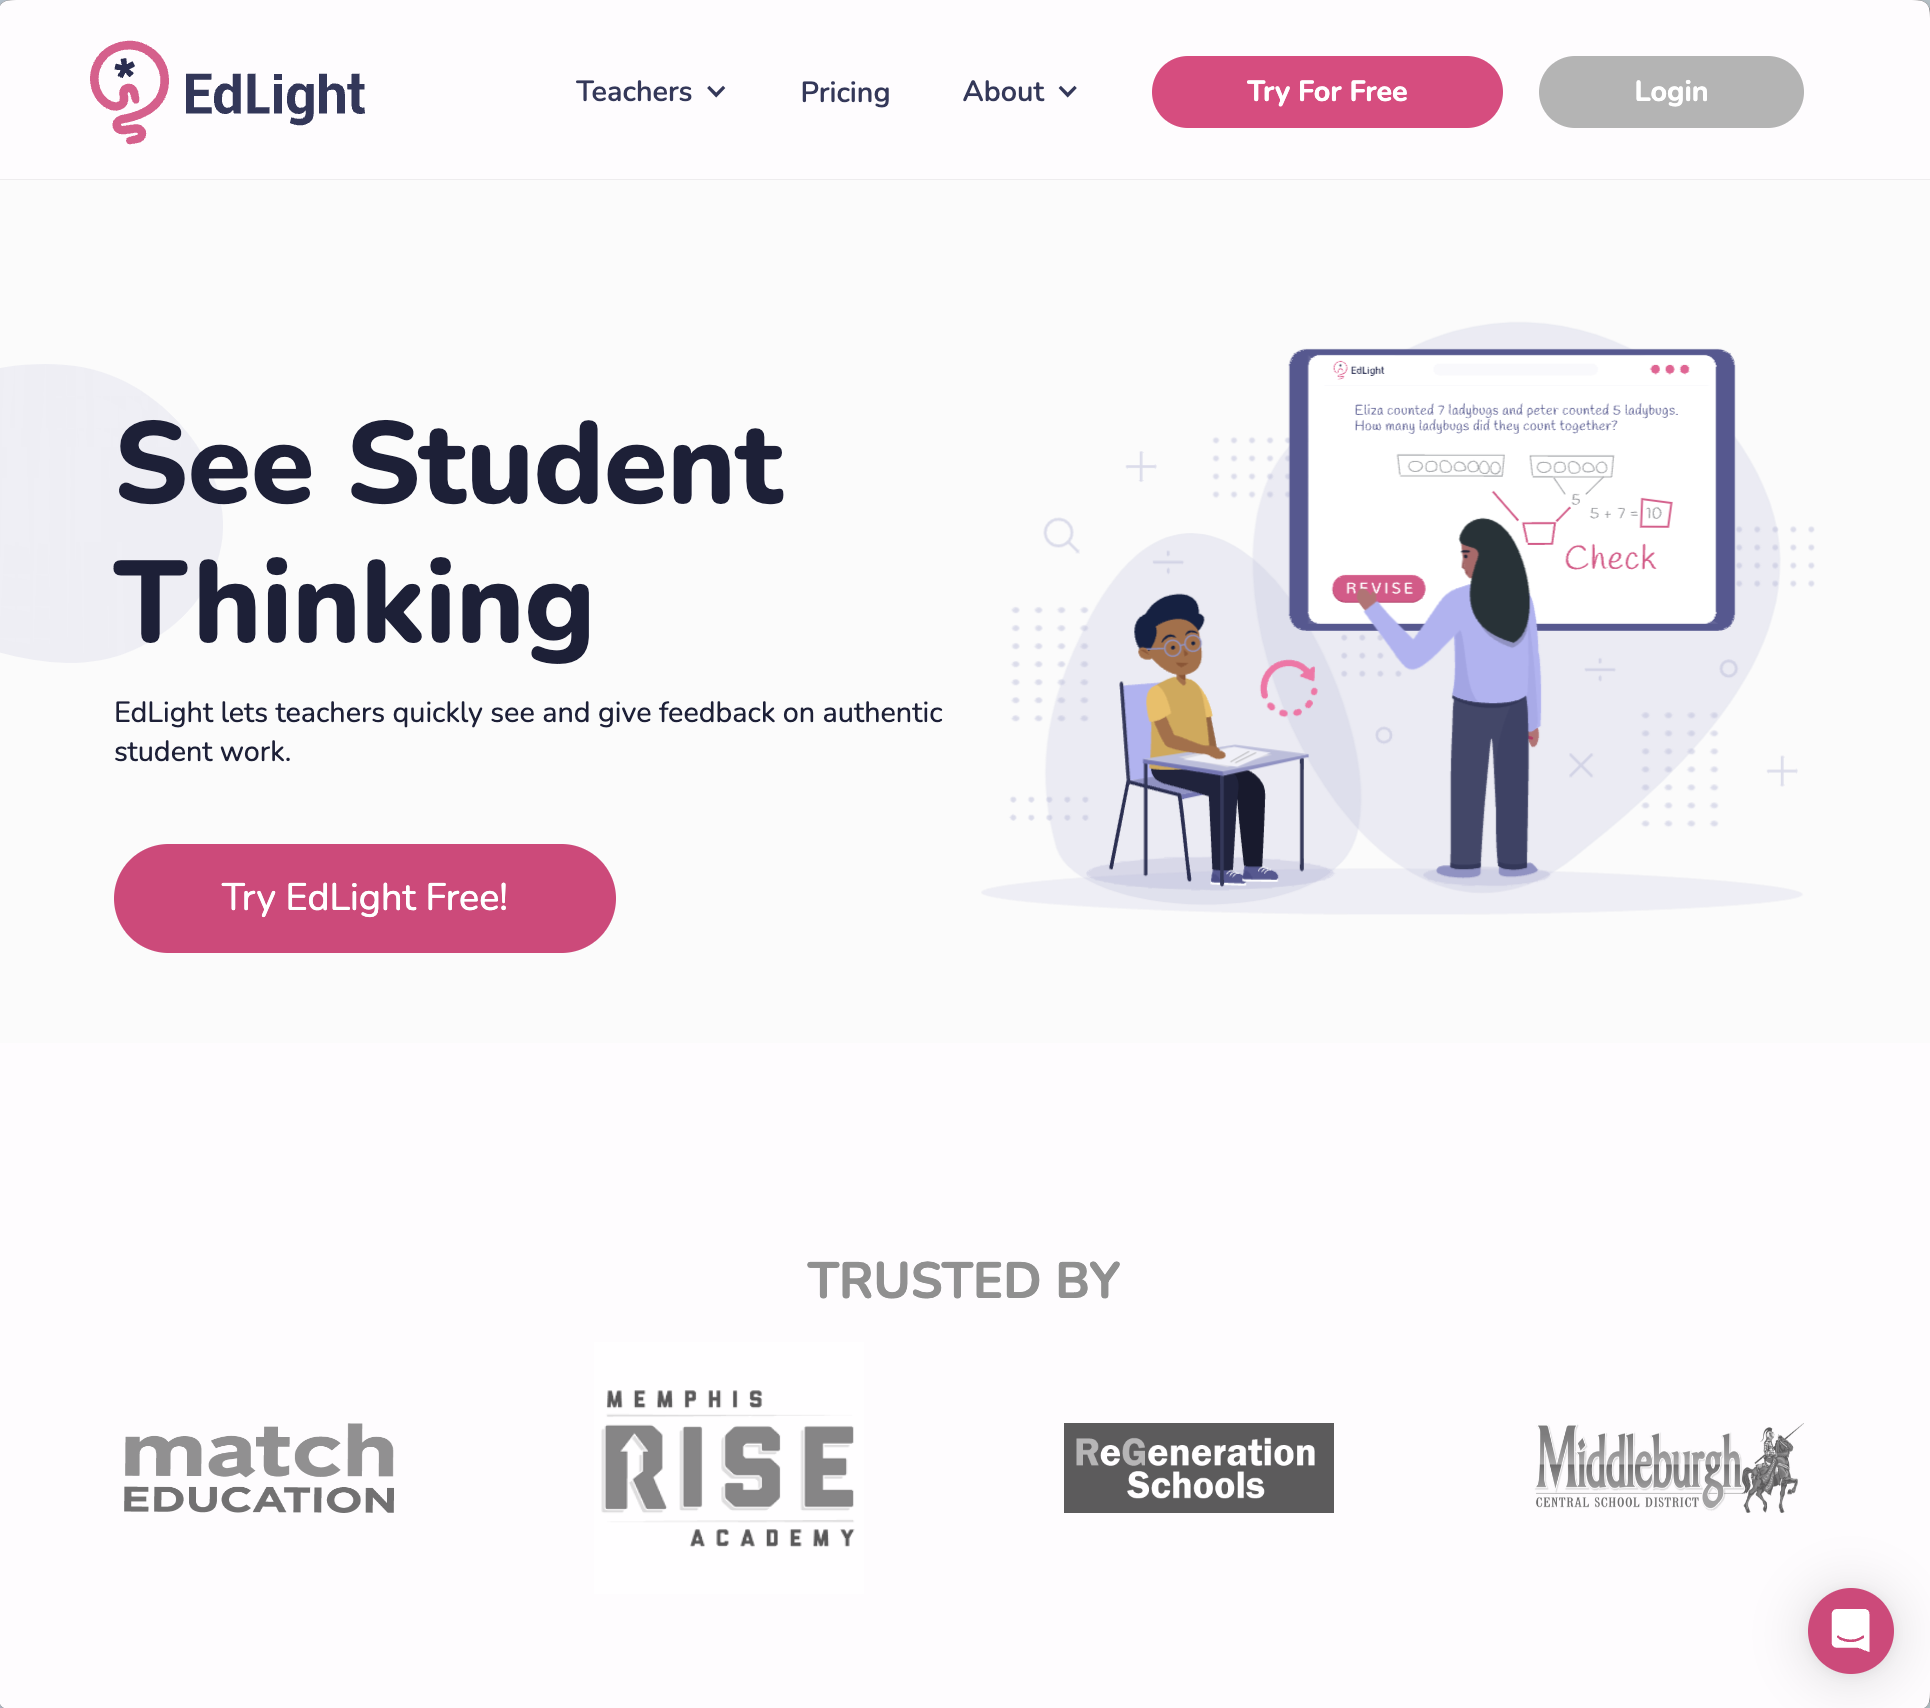 EdLight
Teachers
Pricing
About
Try For Free
Login
See Student
Thinking
EdLight lets teachers quickly see and give feedback on authentic
student work.
Try EdLight Free!
EdLight
Eliza counted 7 ladybugs and peter counted 5 ladybugs.
How many ladybugs did they count together?
5
5 + 7 = 10
Check
REVISE
TRUSTED BY
match
EDUCATION
MEMPHIS
RISE
ACADEMY
ReGeneration
Schools
Middleburgh
CENTRAL SCHOOL DISTRICT